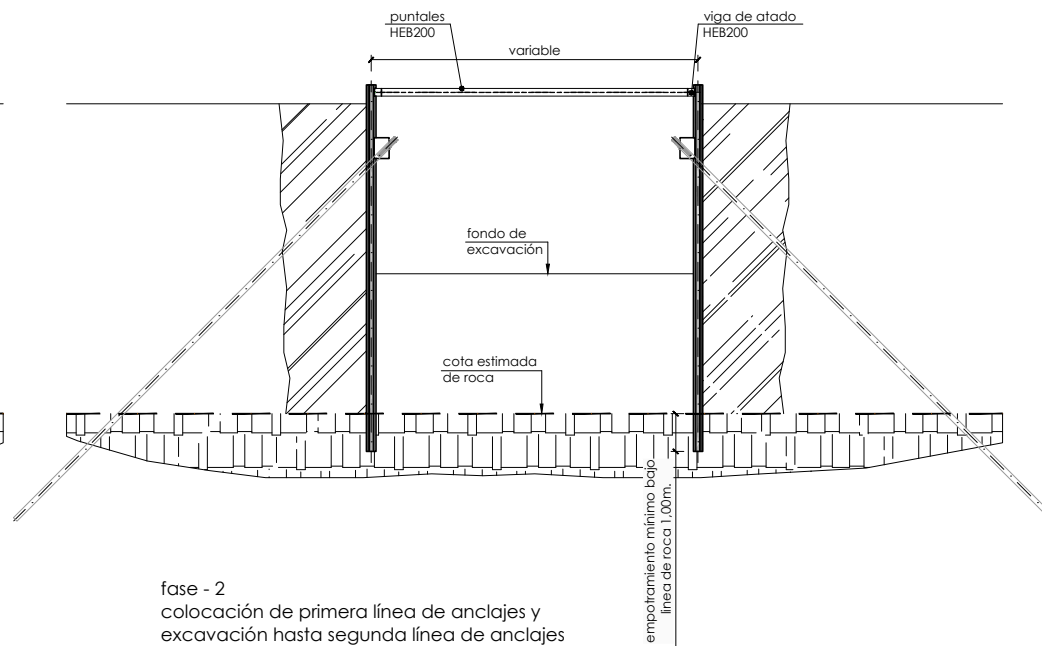 puntales
HEB200
viga de atado
HEB200
variable
fondo de
excavación
cota estimada
de roca
empotramiento mínimo bajo
linea de roca 1,00m.
fase - 2
colocación de primera línea de anclajes y
excavación hasta segunda línea de anclajes